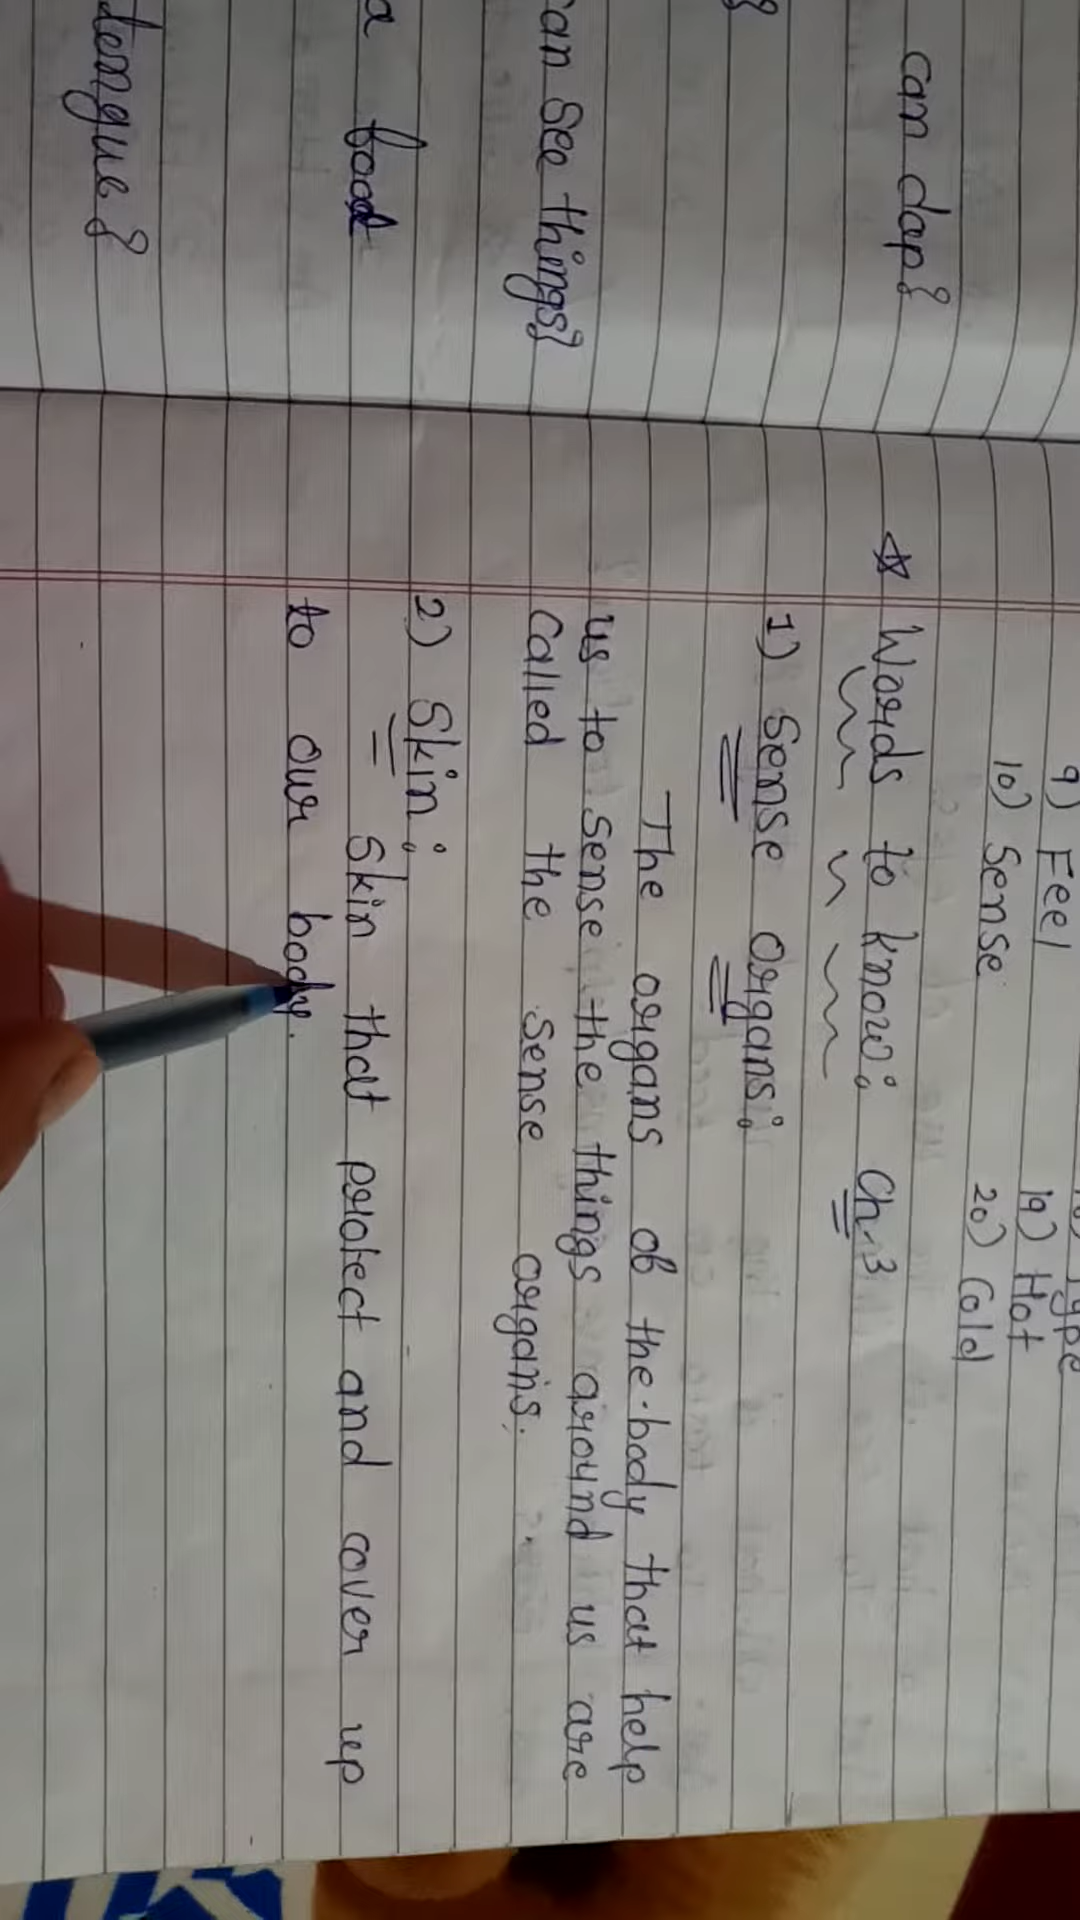 can clap?
?
can see things?
a food
tongue?
9) Feel
10) Sense
19) Hot
20) Cold
☆ Words to know: Ch-3
1) Sense Organs:
The organs of the body that help
us to sense the things around us are
called the sense organs.
2) Skin:
Skin that protect and cover up
to our body.